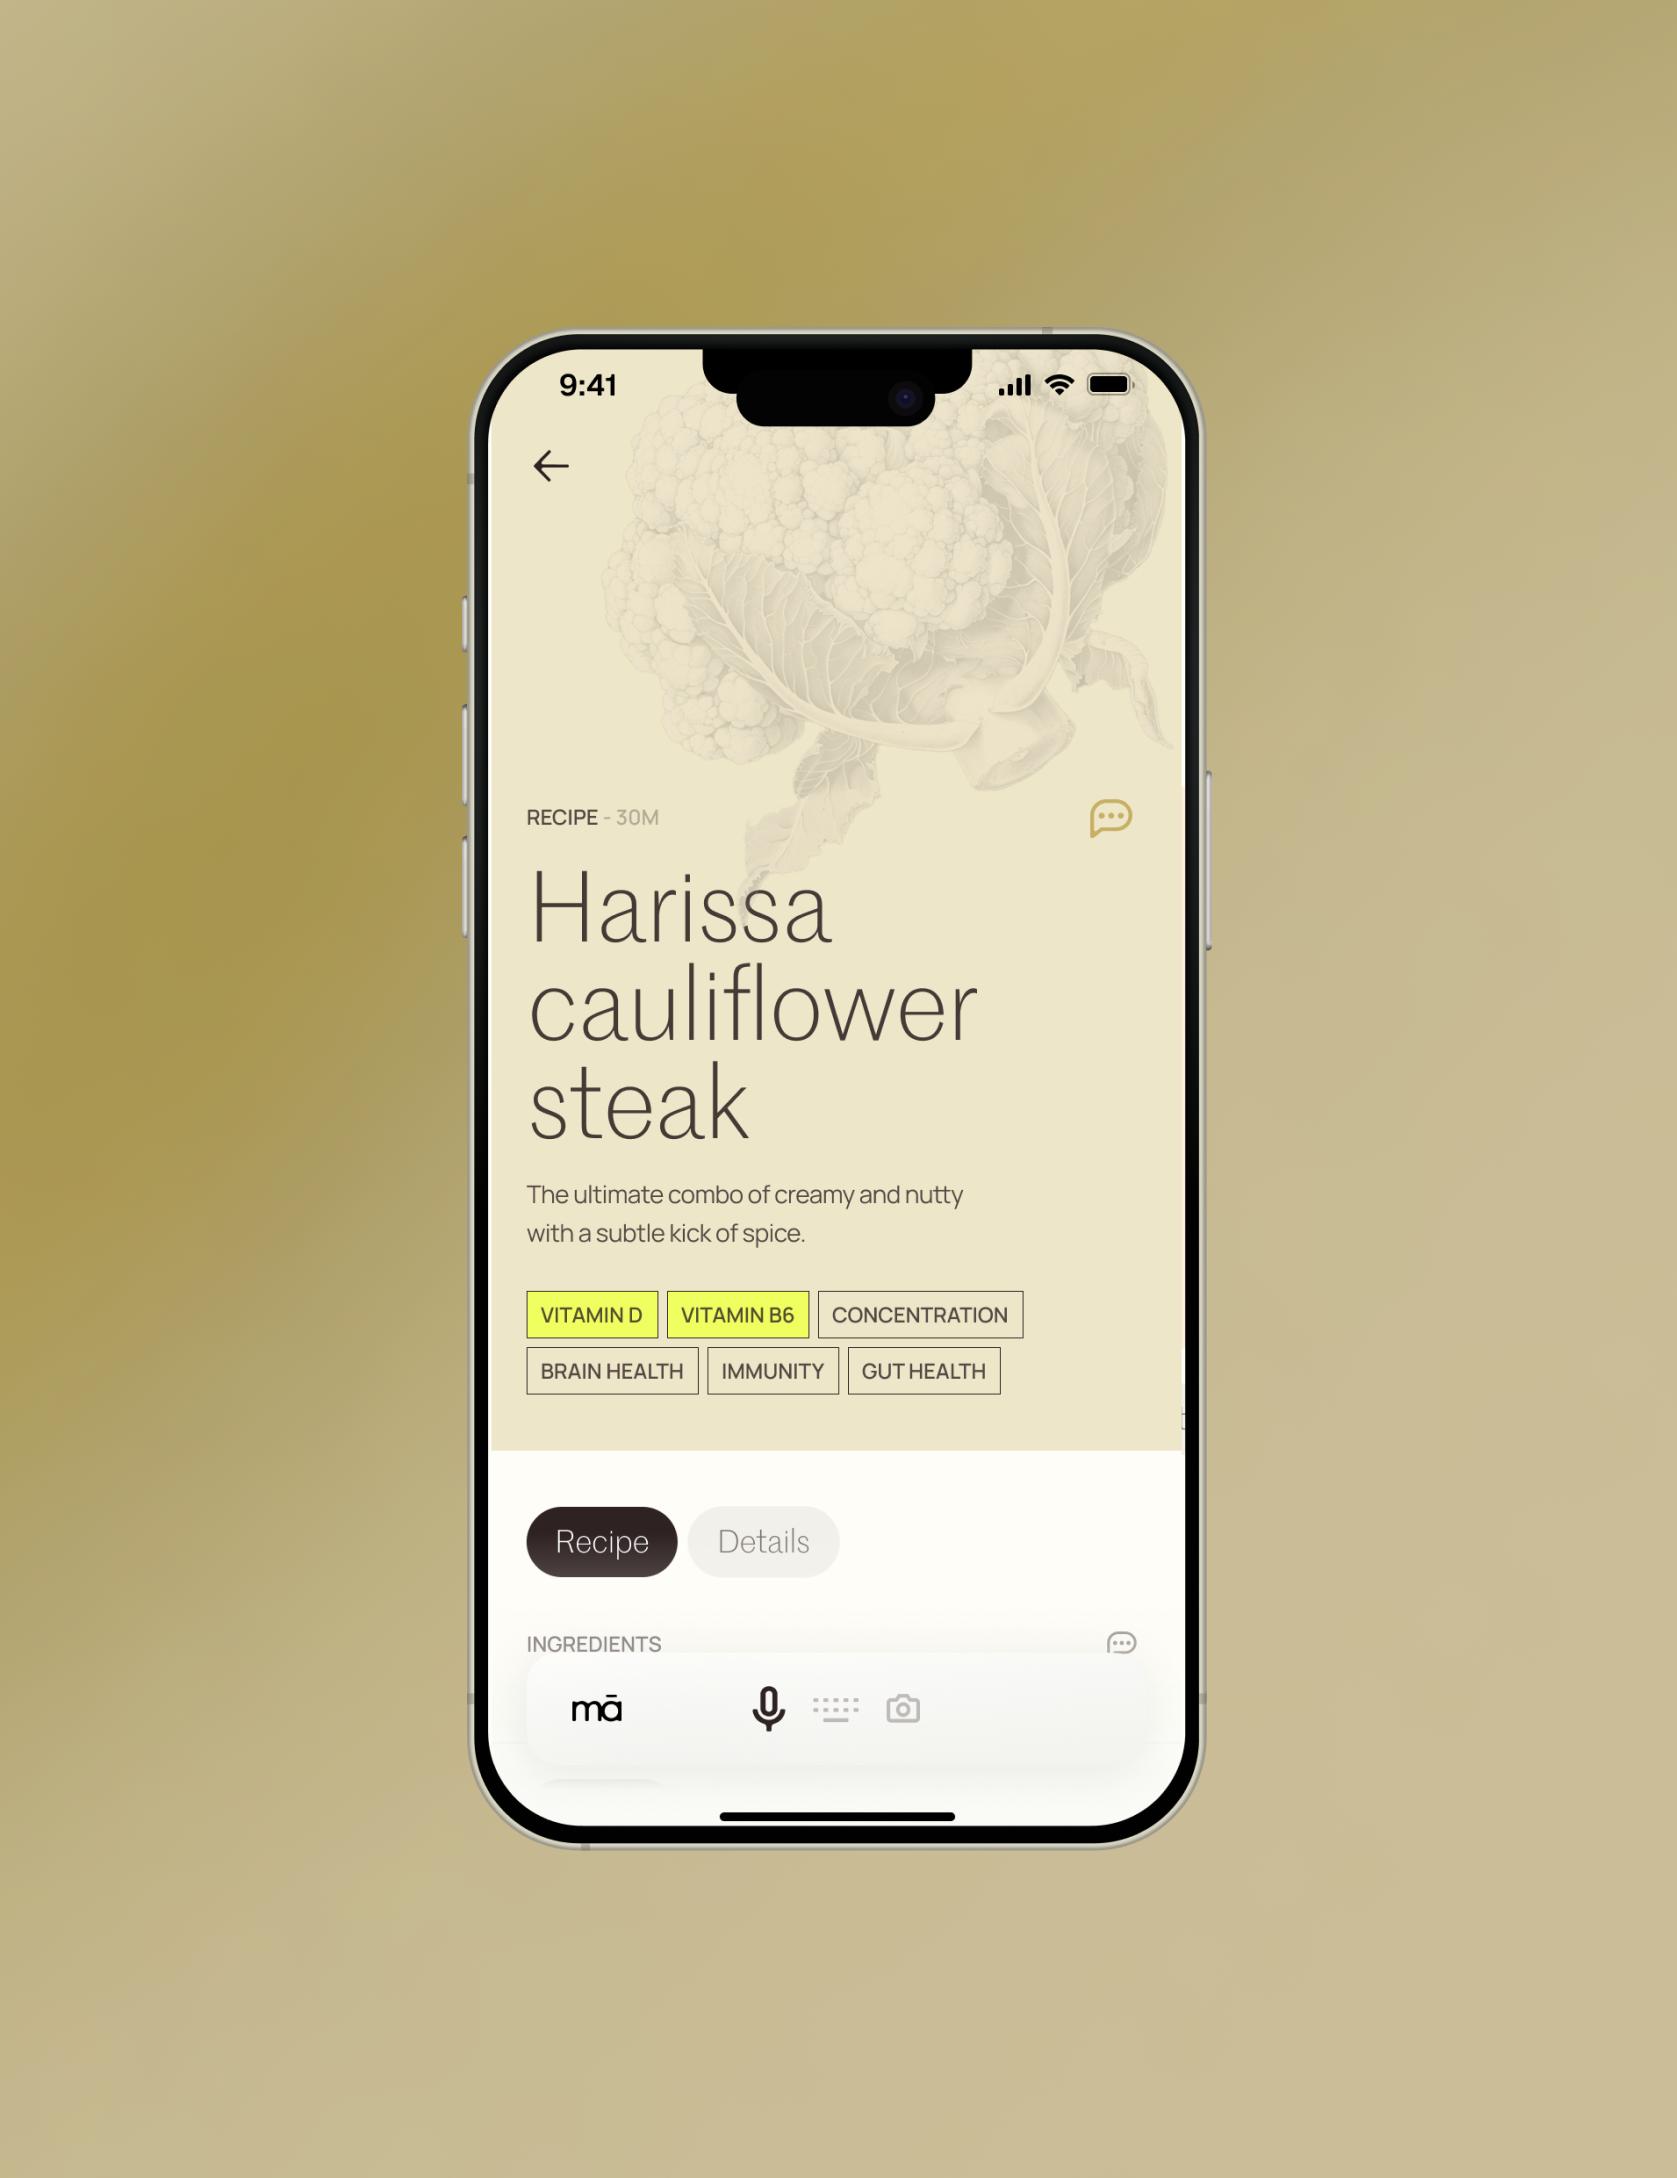 9:41
RECIPE - 30M
Harissa
cauliflower
steak
The ultimate combo of creamy and nutty
with a subtle kick of spice.
VITAMIN D VITAMIN B6 CONCENTRATION
BRAIN HEALTH IMMUNITY GUT HEALTH
Recipe Details
INGREDIENTS
mā